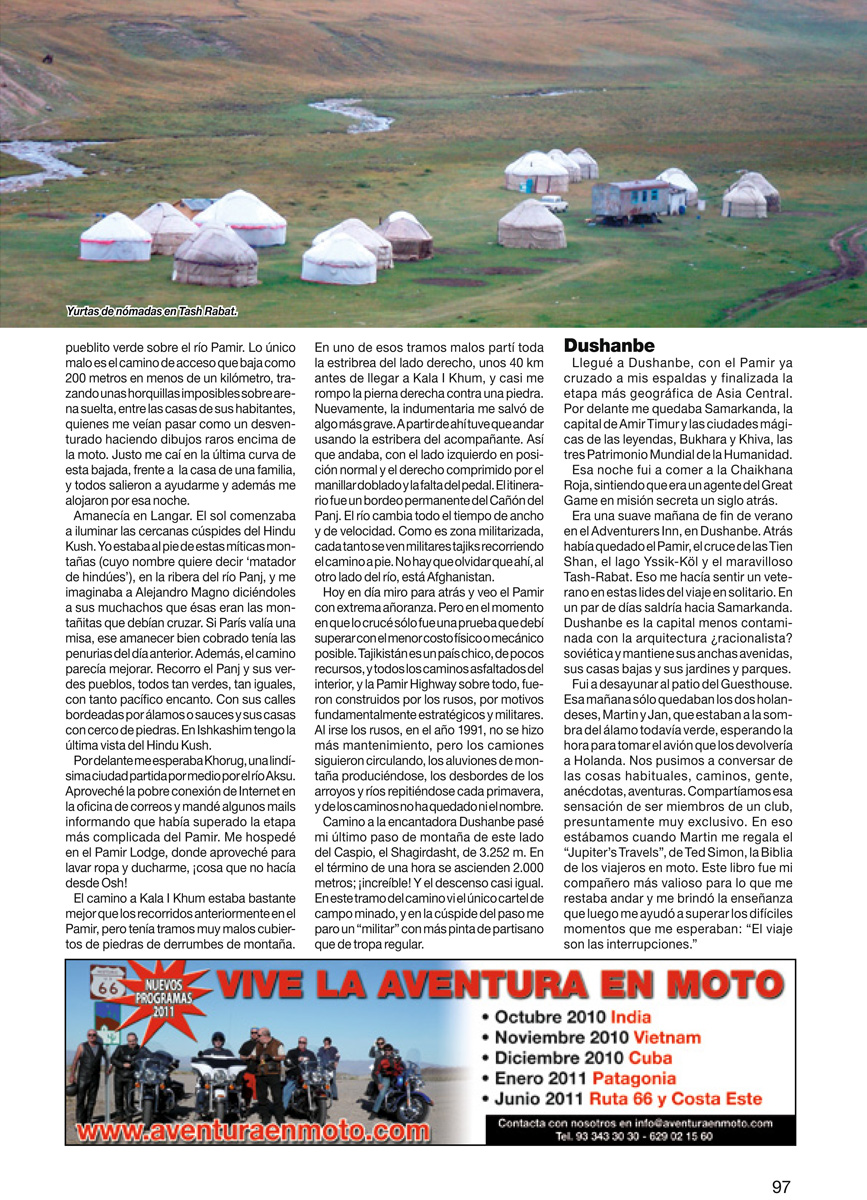 Yurtas de nómadas en Tash Rabat.
pueblito verde sobre el río Pamir. Lo único
malo es el camino de acceso que baja como
200 metros en menos de un kilómetro, tra-
zando unas horquillas imposibles sobre are-
na suelta, entre las casas de sus habitantes,
quienes me veían pasar como un desven-
turado haciendo dibujos raros encima de
la moto. Justo me caí en la última curva de
esta bajada, frente a la casa de una familia,
y todos salieron a ayudarme y además me
alojaron por esa noche.
Amanecía en Langar. El sol comenzaba
a iluminar las cercanas cúspides del Hindu
Kush. Yo estaba al pie de estas míticas mon-
tañas (cuyo nombre quiere decir ‘matador
de hindúes’), en la ribera del río Panj, y me
imaginaba a Alejandro Magno diciéndoles
a sus muchachos que ésas eran las mon-
tañitas que debían cruzar. Si París valía una
misa, ese amanecer bien cobrado tenía las
penurias del día anterior. Además, el camino
parecía mejorar. Recorro el Panj y sus ver-
des pueblos, todos tan verdes, tan iguales,
con tanto pacífico encanto. Con sus calles
bordeadas por álamos o sauces y sus casas
con cerco de piedras. En Ishkashim tengo la
última vista del Hindu Kush.
Por delante me esperaba Khorug, una lindí-
sima ciudad partida por medio por el río Aksu.
Aproveché la pobre conexión de Internet en
la oficina de correos y mandé algunos mails
informando que había superado la etapa
más complicada del Pamir. Me hospedé
en el Pamir Lodge, donde aproveché para
lavar ropa y ducharme, ¡cosa que no hacía
desde Osh!
El camino a Kala I Khum estaba bastante
mejor que los recorridos anteriormente en el
Pamir, pero tenía tramos muy malos cubier-
tos de piedras de derrumbes de montaña.
En uno de esos tramos malos partí toda
la estribrea del lado derecho, unos 40 km
antes de llegar a Kala I Khum, y casi me
rompo la pierna derecha contra una piedra.
Nuevamente, la indumentaria me salvó de
algo más grave. A partir de ahí tuve que andar
usando la estribera del acompañante. Así
que andaba, con el lado izquierdo en posi-
ción normal y el derecho comprimido por el
manillar doblado y la falta del pedal. El itinera-
rio fue un bordeo permanente del Cañón del
Panj. El río cambia todo el tiempo de ancho
y de velocidad. Como es zona militarizada,
cada tanto se ven militares tajiks recorriendo
el camino a pie. No hay que olvidar que ahí, al
otro lado del río, está Afghanistan.
Hoy en día miro para atrás y veo el Pamir
con extrema añoranza. Pero en el momento
en que lo crucé sólo fue una prueba que debí
superar con el menor costo físico o mecánico
posible. Tajikistán es un país chico, de pocos
recursos, y todos los caminos asfaltados del
interior, y la Pamir Highway sobre todo, fue-
ron construidos por los rusos, por motivos
fundamentalmente estratégicos y militares.
Al irse los rusos, en el año 1991, no se hizo
más mantenimiento, pero los camiones
siguieron circulando, los aluviones de mon-
taña produciéndose, los desbordes de los
arroyos y ríos repitiéndose cada primavera,
y de los caminos no ha quedado ni el nombre.
Camino a la encantadora Dushanbe pasé
mi último paso de montaña de este lado
del Caspio, el Shagirdasht, de 3.252 m. En
el término de una hora se ascienden 2.000
metros; ¡increíble! Y el descenso casi igual.
En este tramo del camino vi el único cartel de
campo minado, y en la cúspide del paso me
paro un “militar” con más pinta de partisano
que de tropa regular.
Dushanbe
Llegué a Dushanbe, con el Pamir ya
cruzado a mis espaldas y finalizada la
etapa más geográfica de Asia Central.
Por delante me quedaba Samarkanda, la
capital de Amir Timur y las ciudades mági-
cas de las leyendas, Bukhara y Khiva, las
tres Patrimonio Mundial de la Humanidad.
Esa noche fui a comer a la Chaikhana
Roja, sintiendo que era un agente del Great
Game en misión secreta un siglo atrás.
Era una suave mañana de fin de verano
en el Adventurers Inn, en Dushanbe. Atrás
había quedado el Pamir, el cruce de las Tien
Shan, el lago Yssik-Köl y el maravilloso
Tash-Rabat. Eso me hacía sentir un vete-
rano en estas lides del viaje en solitario. En
un par de días saldría hacia Samarkanda.
Dushanbe es la capital menos contami-
nada con la arquitectura ¿racionalista?
soviética y mantiene sus anchas avenidas,
sus casas bajas y sus jardines y parques.
Fui a desayunar al patio del Guesthouse.
Esa mañana sólo quedaban los dos holan-
deses, Martin y Jan, que estaban a la som-
bra del álamo todavía verde, esperando la
hora para tomar el avión que los devolvería
a Holanda. Nos pusimos a conversar de
las cosas habituales, caminos, gente,
anécdotas, aventuras. Compartíamos esa
sensación de ser miembros de un club,
presuntamente muy exclusivo. En eso
estábamos cuando Martin me regala el
“Jupiter’s Travels”, de Ted Simon, la Biblia
de los viajeros en moto. Este libro fue mi
compañero más valioso para lo que me
restaba andar y me brindó la enseñanza
que luego me ayudó a superar los difíciles
momentos que me esperaban: “El viaje
son las interrupciones.”
66
NUEVOS
PROGRAMAS
2011
VIVE LA AVENTURA EN MOTO
• Octubre 2010 India
• Noviembre 2010 Vietnam
• Diciembre 2010 Cuba
• Enero 2011 Patagonia
• Junio 2011 Ruta 66 y Costa Este
www.aventuraenmoto.com
Contacta con nosotros en info@aventuraenmoto.com
Tel. 93 343 30 30 - 629 02 15 60
97